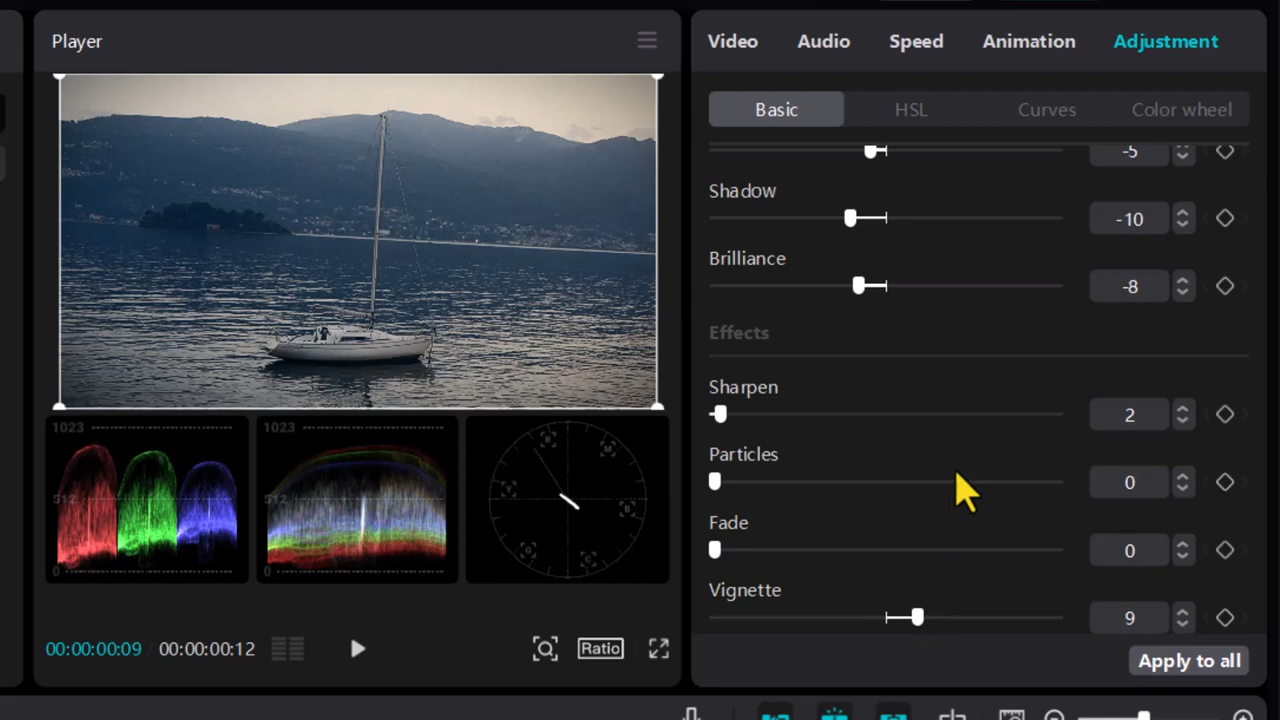 Player
Video Audio Speed Animation Adjustment
Basic HSL Curves Color wheel
-5
Shadow
-10
Brilliance
-8
Effects
Sharpen
2
Particles
0
Fade
0
Vignette
9
1023
512
0
1023
512
0
00:00:00:09 / 00:00:00:12
Ratio
Apply to all